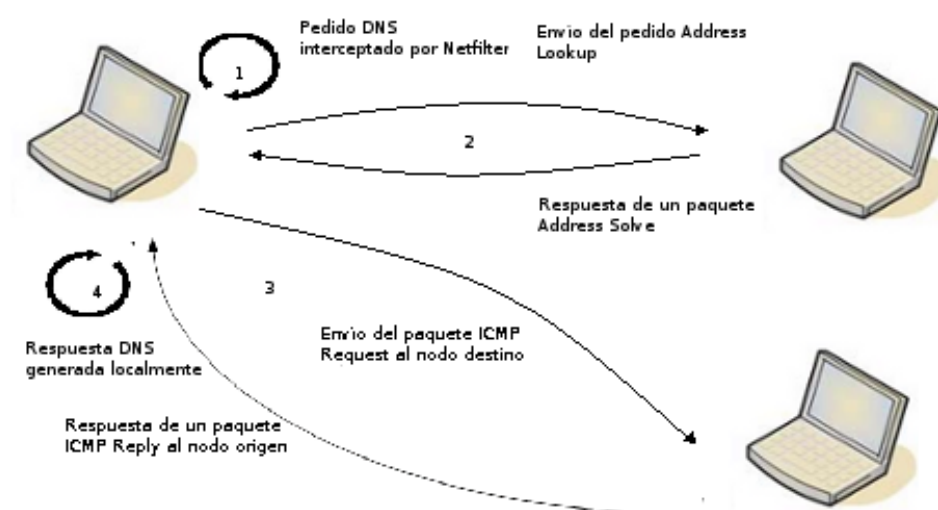 Pedido DNS
interceptado por Netfilter
Envio del pedido Address
Lookup
1
2
Respuesta de un paquete
Address Solve
3
4
Envio del paquete ICMP
Request al nodo destino
Respuesta DNS
generada localmente
Respuesta de un paquete
ICMP Reply al nodo origen